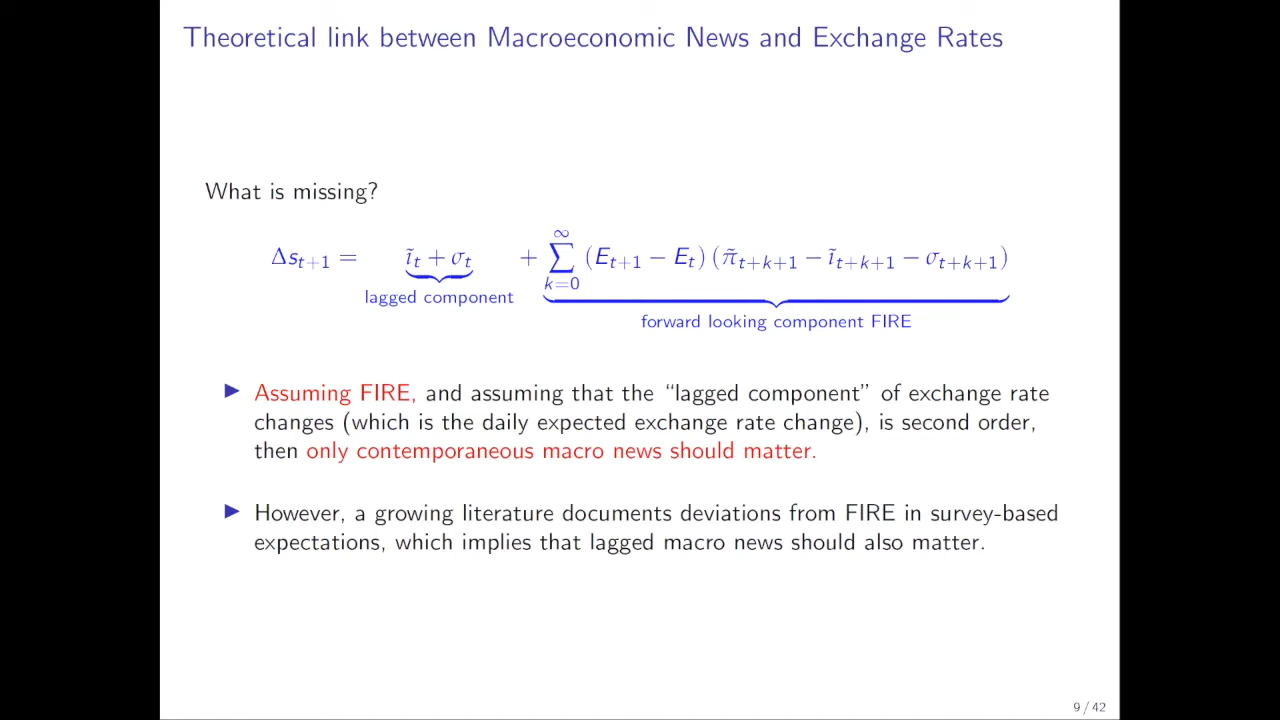 Theoretical link between Macroeconomic News and Exchange Rates
What is missing?
Δs_{t+1} = ĩ_t + σ_t + ∑_{k=0}^{∞} (E_{t+1} − E_t) (π̃_{t+k+1} − ĩ_{t+k+1} − σ_{t+k+1})
lagged component
forward looking component FIRE
▶ Assuming FIRE, and assuming that the “lagged component” of exchange rate
changes (which is the daily expected exchange rate change), is second order,
then only contemporaneous macro news should matter.
▶ However, a growing literature documents deviations from FIRE in survey-based
expectations, which implies that lagged macro news should also matter.
9 / 42